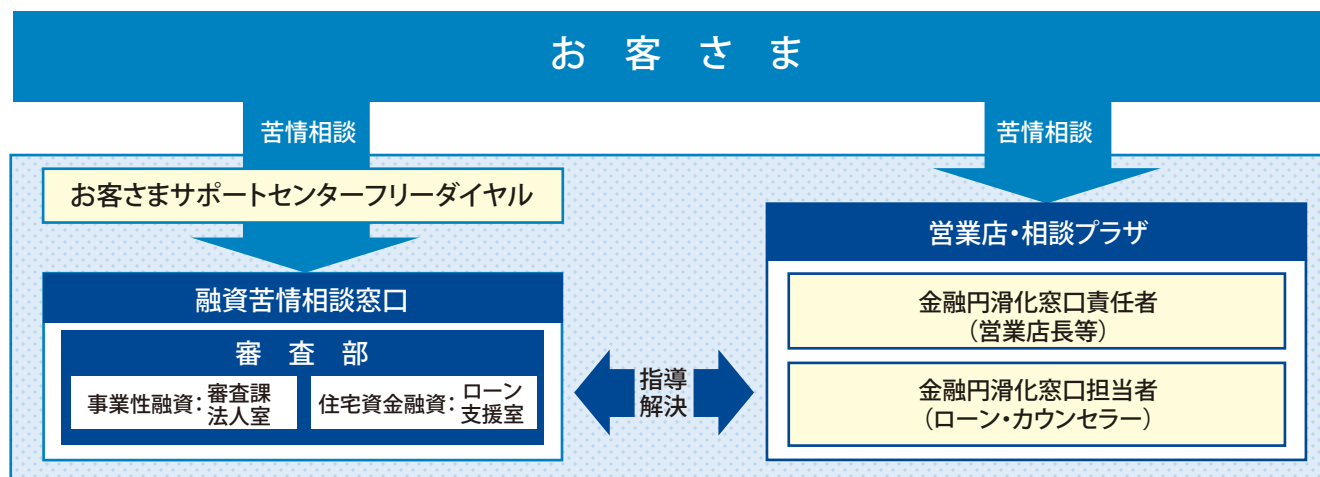 お客さま
苦情相談
苦情相談
お客さまサポートセンターフリーダイヤル
融資苦情相談窓口
審査部
事業性融資：審査課
法人室
住宅資金融資：ローン
支援室
指導
解決
営業店・相談プラザ
金融円滑化窓口責任者
（営業店長等）
金融円滑化窓口担当者
（ローン・カウンセラー）